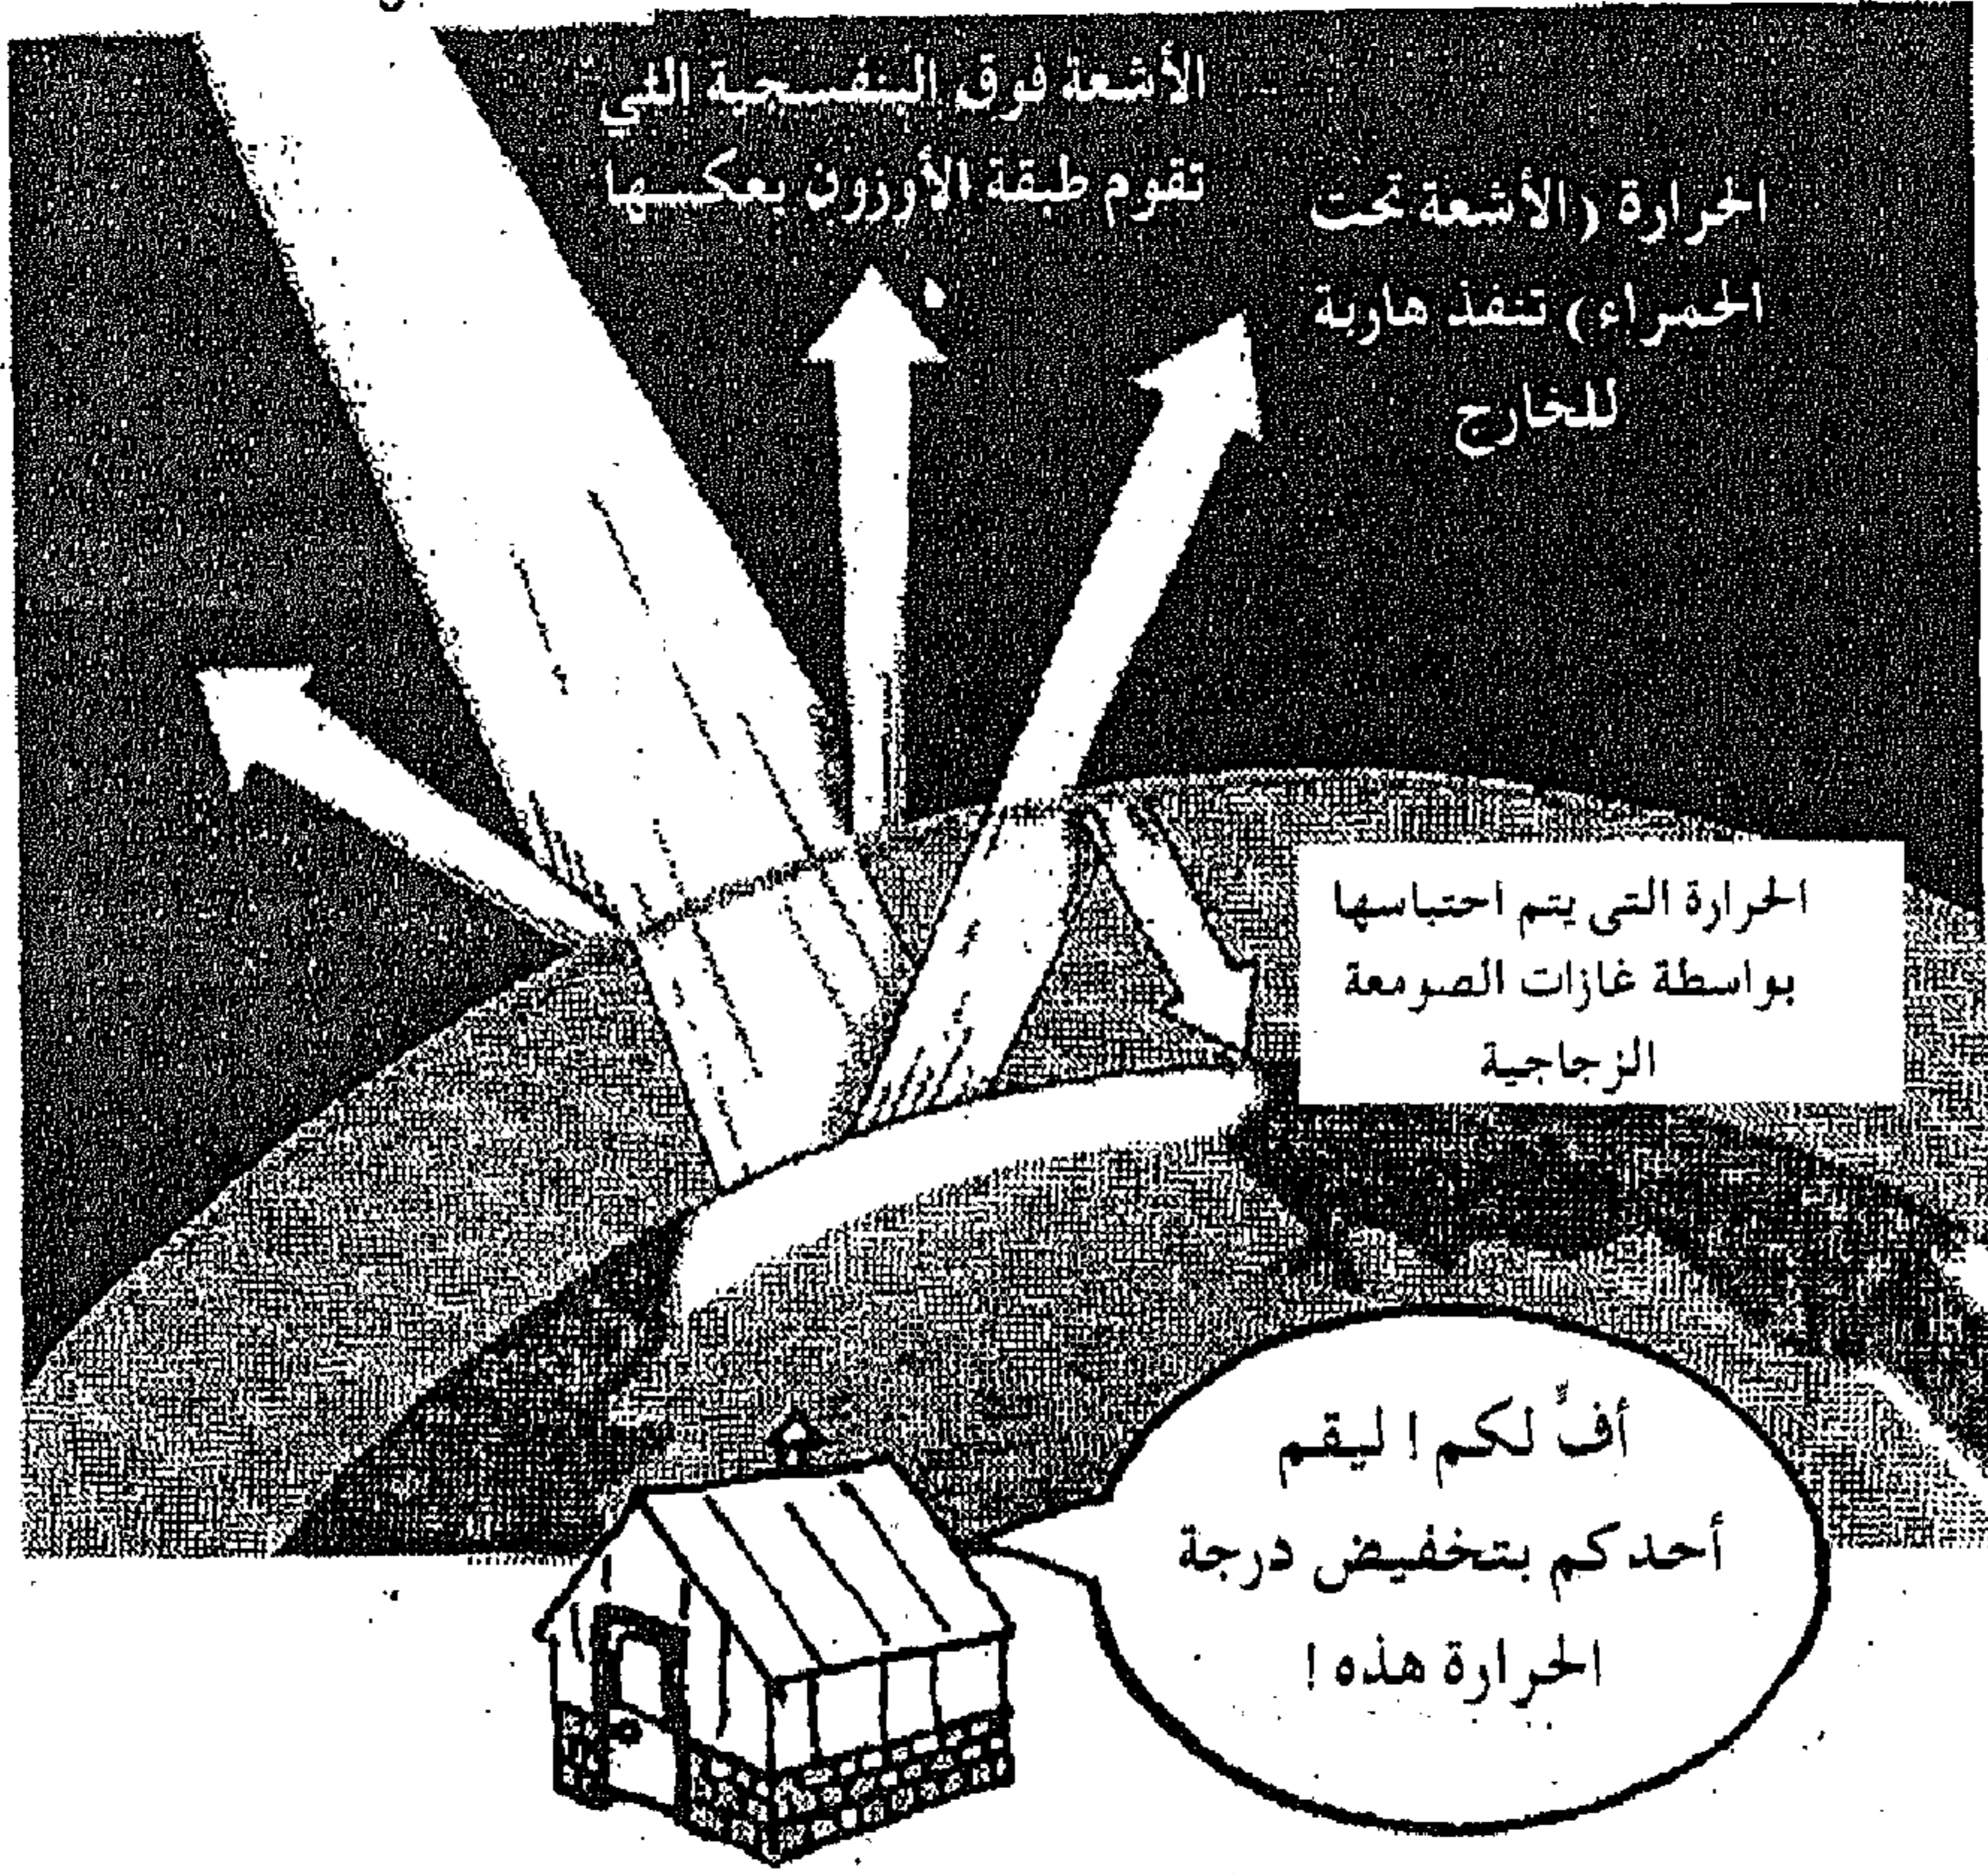 الأشعة فوق البنفسجية التي
تقوم طبقة الأوزون بعكسها
الحرارة (الأشعة تحت
الحمراء) تنفذ هاربة
للخارج
الحرارة التى يتم احتباسها
بواسطة غازات الصومعة
الزجاجية
أفٍّ لكم ! ليقم
أحدكم بتخفيض درجة
الحرارة هذه !